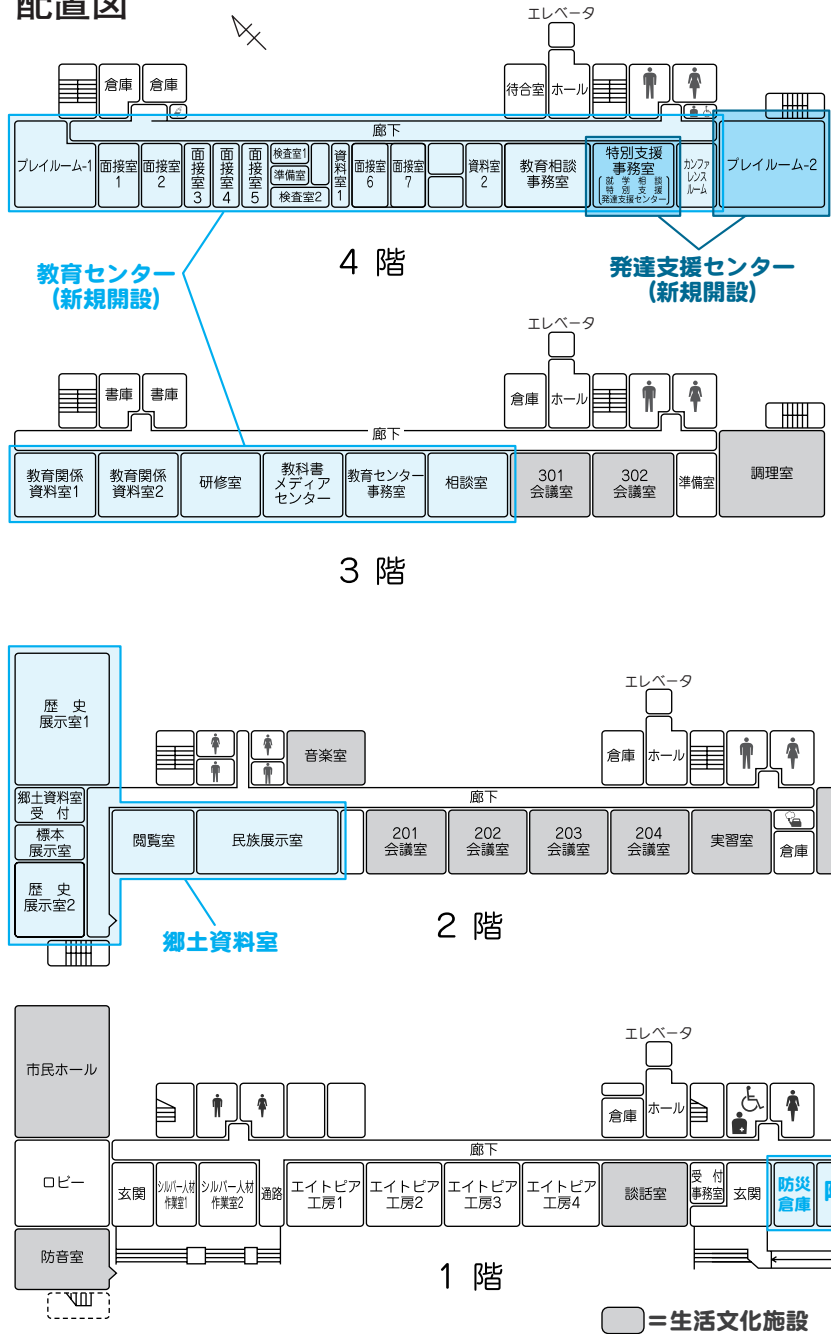 配置図
エレベータ
倉庫
倉庫
待合室
ホール
廊下
プレイルーム-1
面接室
1
面接室
2
面接室3
面接室4
面接室5
検査室1
準備室
検査室2
資料室1
面接室
6
面接室
7
資料室
2
教育相談
事務室
特別支援
事務室
就学相談
特別支援
発達支援センター
カンファ
レンス
ルーム
プレイルーム-2
4 階
教育センター
(新規開設)
発達支援センター
(新規開設)
エレベータ
書庫
書庫
倉庫
ホール
廊下
教育関係
資料室1
教育関係
資料室2
研修室
教科書
メディア
センター
教育センター
事務室
相談室
301
会議室
302
会議室
準備室
調理室
3 階
エレベータ
歴 史
展示室1
音楽室
倉庫
ホール
廊下
郷土資料室
受 付
標本
展示室
歴 史
展示室2
閲覧室
民族展示室
201
会議室
202
会議室
203
会議室
204
会議室
実習室
倉庫
2 階
郷土資料室
エレベータ
市民ホール
倉庫
ホール
廊下
ロビー
玄関
シルバー人材
作業室1
シルバー人材
作業室2
通路
エイトピア
工房1
エイトピア
工房2
エイトピア
工房3
エイトピア
工房4
談話室
受 付
事務室
玄関
防災
倉庫
防音室
1 階
=生活文化施設